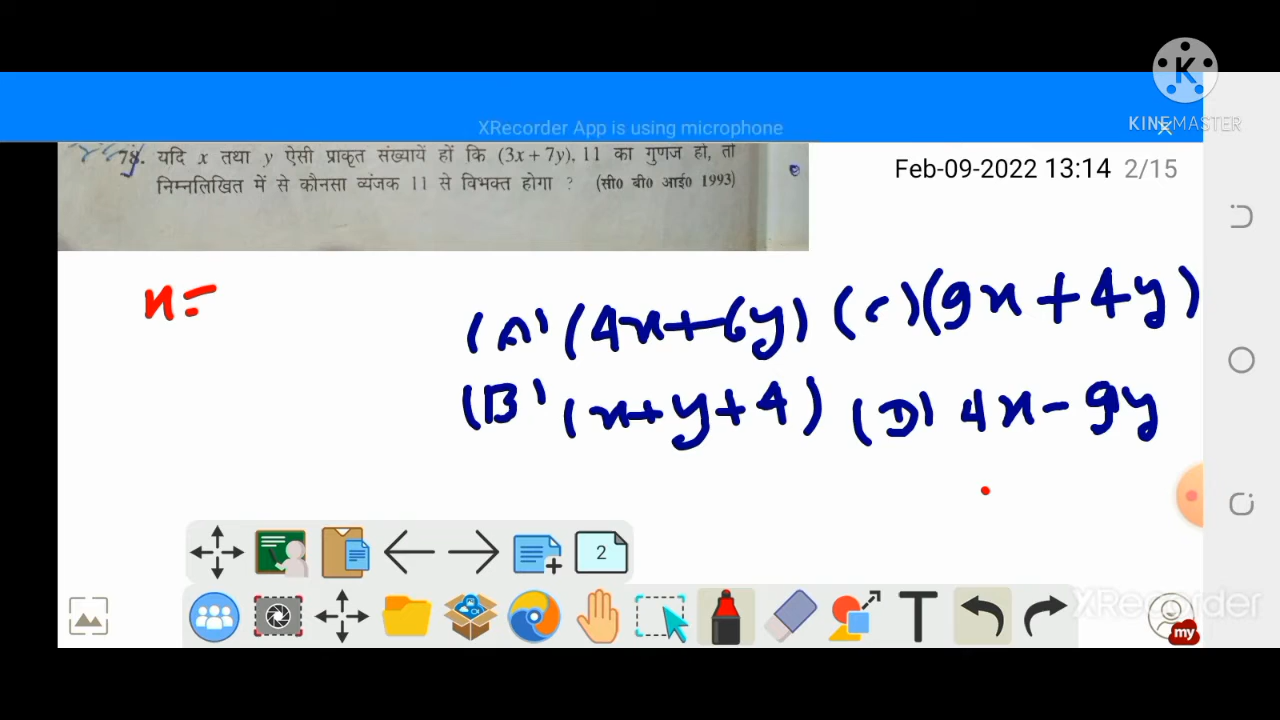 K
KINEMASTER
XRecorder App is using microphone
78. यदि x तथा y ऐसी प्राकृत संख्यायें हों कि (3x + 7y), 11 का गुणज हो, तो
निम्नलिखित में से कौनसा व्यंजक 11 से विभक्त होगा ? (सी० बी० आई० 1993)
Feb-09-2022 13:14 2/15
x=
(A) (4x+6y) (C) (9x+4y)
(B) (x+y+4) (D) 4x-9y
2
T
XRecorder
my